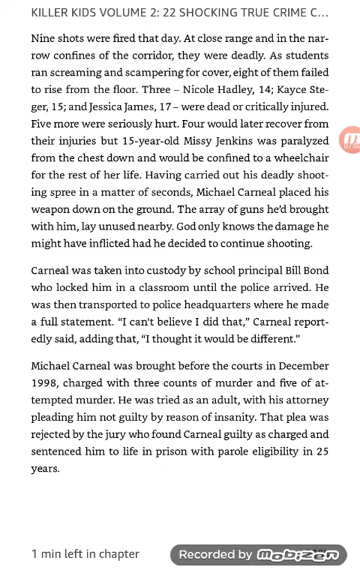 KILLER KIDS VOLUME 2: 22 SHOCKING TRUE CRIME C...
Nine shots were fired that day. At close range and in the nar-
row confines of the corridor, they were deadly. As students
ran screaming and scampering for cover, eight of them failed
to rise from the floor. Three – Nicole Hadley, 14; Kayce Ste-
ger, 15; and Jessica James, 17 – were dead or critically injured.
Five more were seriously hurt. Four would later recover from
their injuries but 15-year-old Missy Jenkins was paralyzed
from the chest down and would be confined to a wheelchair
for the rest of her life. Having carried out his deadly shoot-
ing spree in a matter of seconds, Michael Carneal placed his
weapon down on the ground. The array of guns he'd brought
with him, lay unused nearby. God only knows the damage he
might have inflicted had he decided to continue shooting.
Carneal was taken into custody by school principal Bill Bond
who locked him in a classroom until the police arrived. He
was then transported to police headquarters where he made
a full statement. “I can't believe I did that,” Carneal report-
edly said, adding that, “I thought it would be different.”
Michael Carneal was brought before the courts in December
1998, charged with three counts of murder and five of at-
tempted murder. He was tried as an adult, with his attorney
pleading him not guilty by reason of insanity. That plea was
rejected by the jury who found Carneal guilty as charged and
sentenced him to life in prison with parole eligibility in 25
years.
1 min left in chapter
Recorded by mobizen